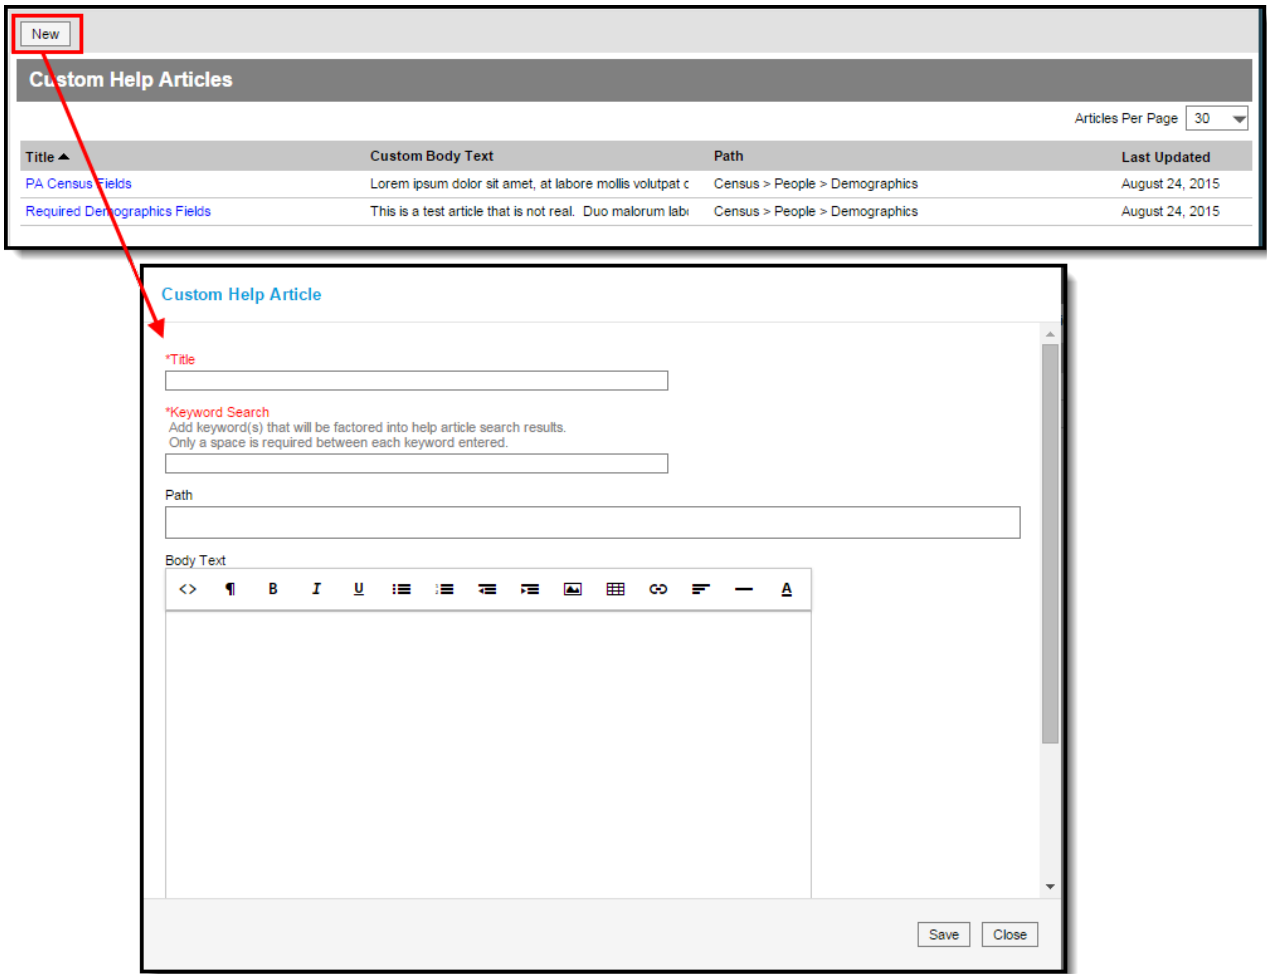 New
Custom Help Articles
Articles Per Page 30
Title Custom Body Text Path Last Updated
PA Census Fields Lorem ipsum dolor sit amet, at labore mollis volutpat Census > People > Demographics August 24, 2015
Required Demographics Fields This is a test article that is not real. Duo malorum Census > People > Demographics August 24, 2015
Custom Help Article
*Title
*Keyword Search
Add keyword(s) that will be factored into help article search results.
Only a space is required between each keyword entered.
Path
Body Text
<> ¶ B I U A
Save Close